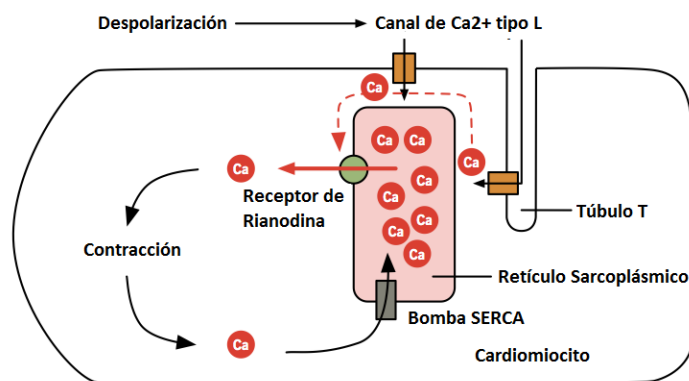 Despolarización
Canal de Ca2+ tipo L
Ca
Ca
Ca
Ca
Ca
Ca
Receptor de
Rianodina
Ca
Ca
Ca
Ca
Ca
Túbulo T
Contracción
Retículo Sarcoplásmico
Bomba SERCA
Ca
Cardiomiocito